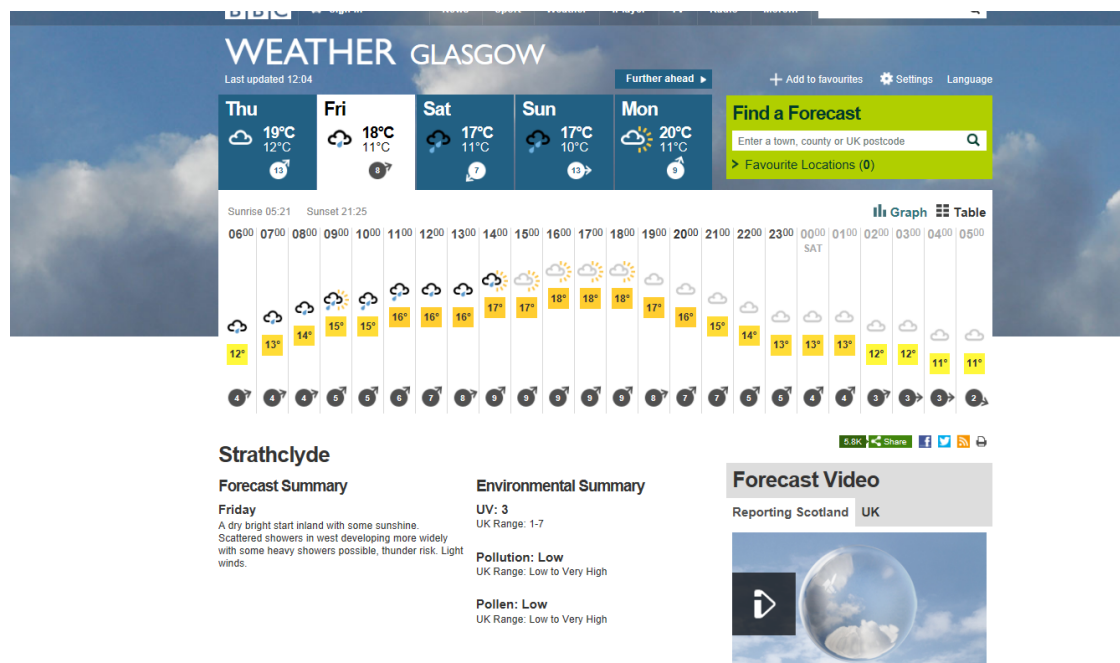 BBC Sign in News Sport Weather iPlayer TV Radio More...
WEATHER GLASGOW
Last updated 12:04
Further ahead
Add to favourites Settings Language
Thu Fri Sat Sun Mon
19°C 18°C 17°C 17°C 20°C
12°C 11°C 11°C 10°C 11°C
13 8 7 13 9
Find a Forecast
Enter a town, county or UK postcode
> Favourite Locations (0)
Sunrise 05:21 Sunset 21:25
Graph Table
0600 0700 0800 0900 1000 1100 1200 1300 1400 1500 1600 1700 1800 1900 2000 2100 2200 2300 0000 0100 0200 0300 0400 0500
SAT
12° 13° 14° 15° 15° 16° 16° 16° 17° 17° 18° 18° 18° 17° 16° 15° 14° 13° 13° 13° 12° 12° 11° 11°
4 4 4 5 5 6 7 8 9 9 9 9 9 8 7 7 5 5 4 4 3 3 3 2
5.8K Share
Strathclyde
Forecast Summary
Friday
A dry bright start inland with some sunshine.
Scattered showers in west developing more widely
with some heavy showers possible, thunder risk. Light
winds.
Environmental Summary
UV: 3
UK Range: 1-7
Pollution: Low
UK Range: Low to Very High
Pollen: Low
UK Range: Low to Very High
Forecast Video
Reporting Scotland UK